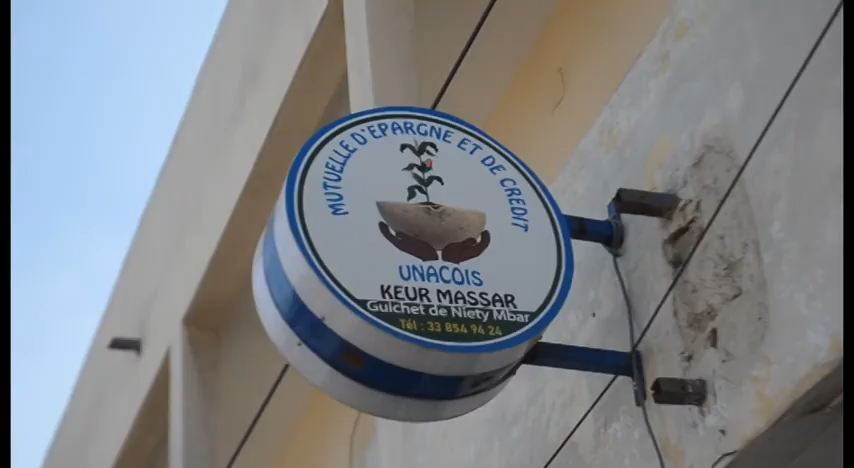 MUTUELLE D'EPARGNE ET DE CREDIT
UNACOIS
KEUR MASSAR
Guichet de Niety Mbar
Tél : 33 854 94 24